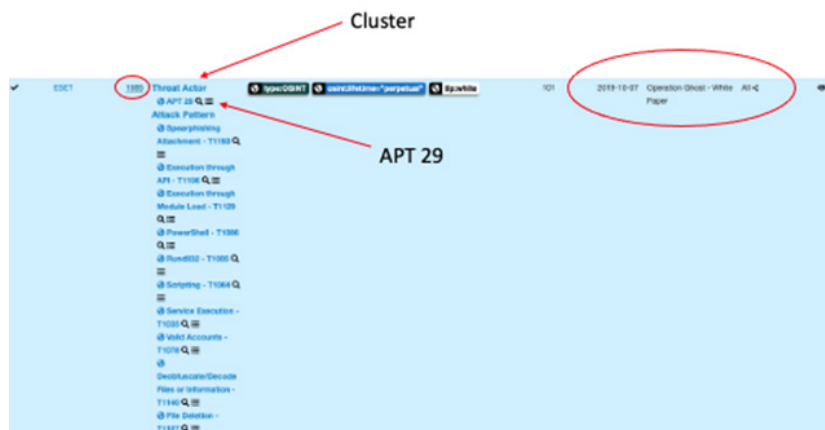 Cluster
ESET 1585 Threat Actor type:OSINT osint:lifetime="perpetual" tlp:white 101 2019-10-07 Operation Ghost - White All
APT 29 Paper
Attack Pattern
Spearphishing
Attachment - T1193
APT 29
Execution through
API - T1106
Execution through
Module Load - T1129
PowerShell - T1086
Rundll32 - T1085
Scripting - T1064
Service Execution -
T1035
Valid Accounts -
T1078
Deobfuscate/Decode
Files or Information -
T1140
File Deletion -
T1107